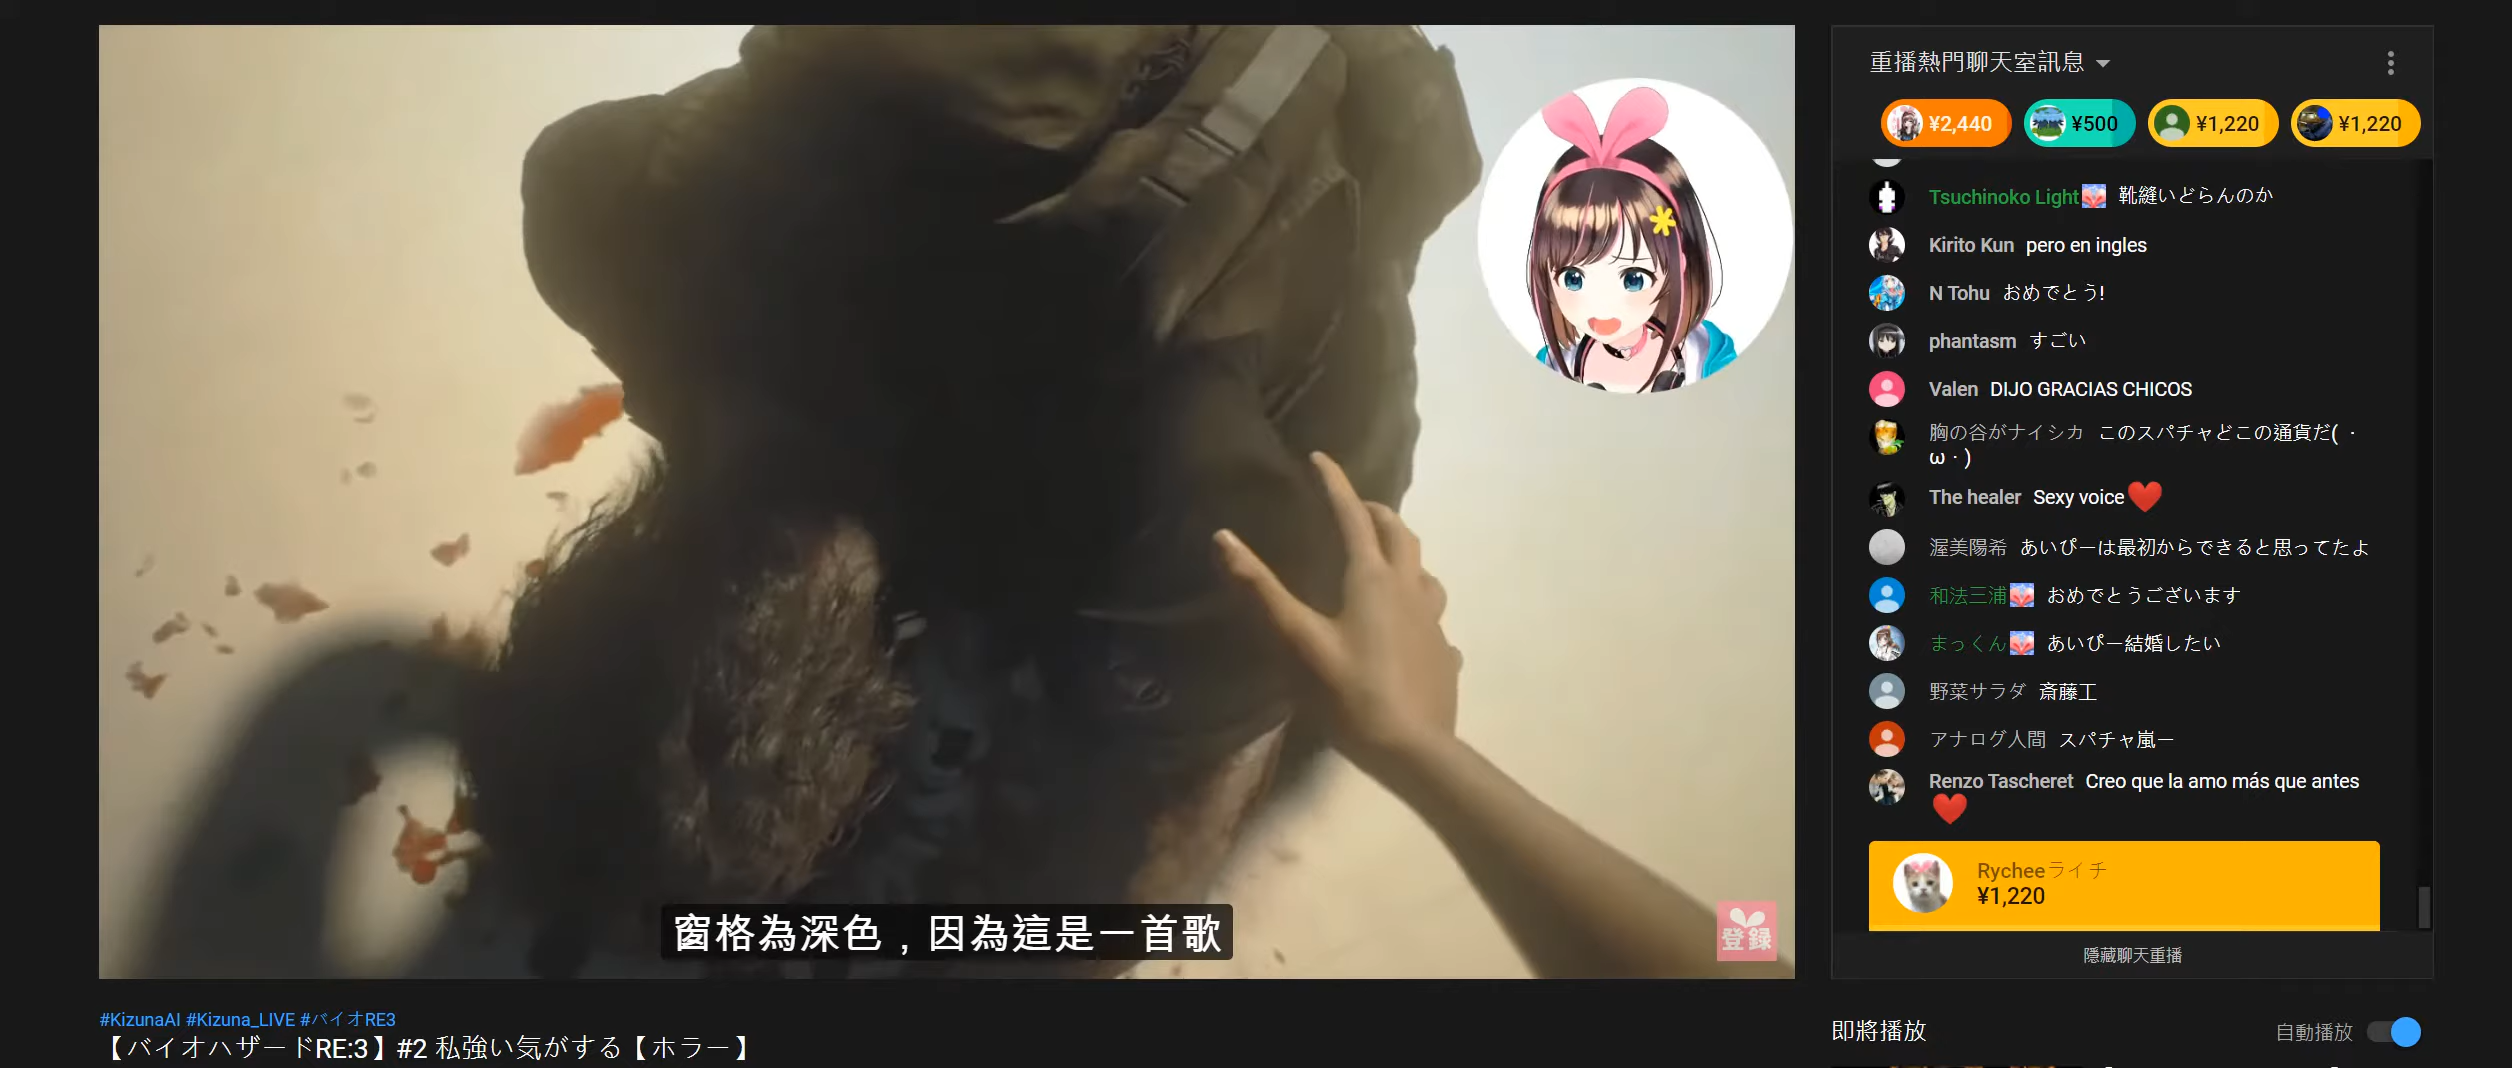 重播熱門聊天室訊息
¥2,440
¥500
¥1,220
¥1,220
Tsuchinoko Light 靴縫いどらんのか
Kirito Kun pero en ingles
N Tohu おめでとう!
phantasm すごい
Valen DIJO GRACIAS CHICOS
胸の谷がナイシカ このスパチャどこの通貨だ( ・
ω・)
The healer Sexy voice❤
渥美陽希 あいぴーは最初からできると思ってたよ
和法三浦 おめでとうございます
まっくん あいぴー結婚したい
野菜サラダ 斎藤工
アナログ人間 スパチャ嵐ー
Renzo Tascheret Creo que la amo más que antes
❤
Rycheeライチ
¥1,220
隱藏聊天重播
窗格為深色，因為這是一首歌
登録
#KizunaAI #Kizuna_LIVE #バイオRE3
【バイオハザードRE:3】#2 私強い気がする【ホラー】
即將播放
自動播放